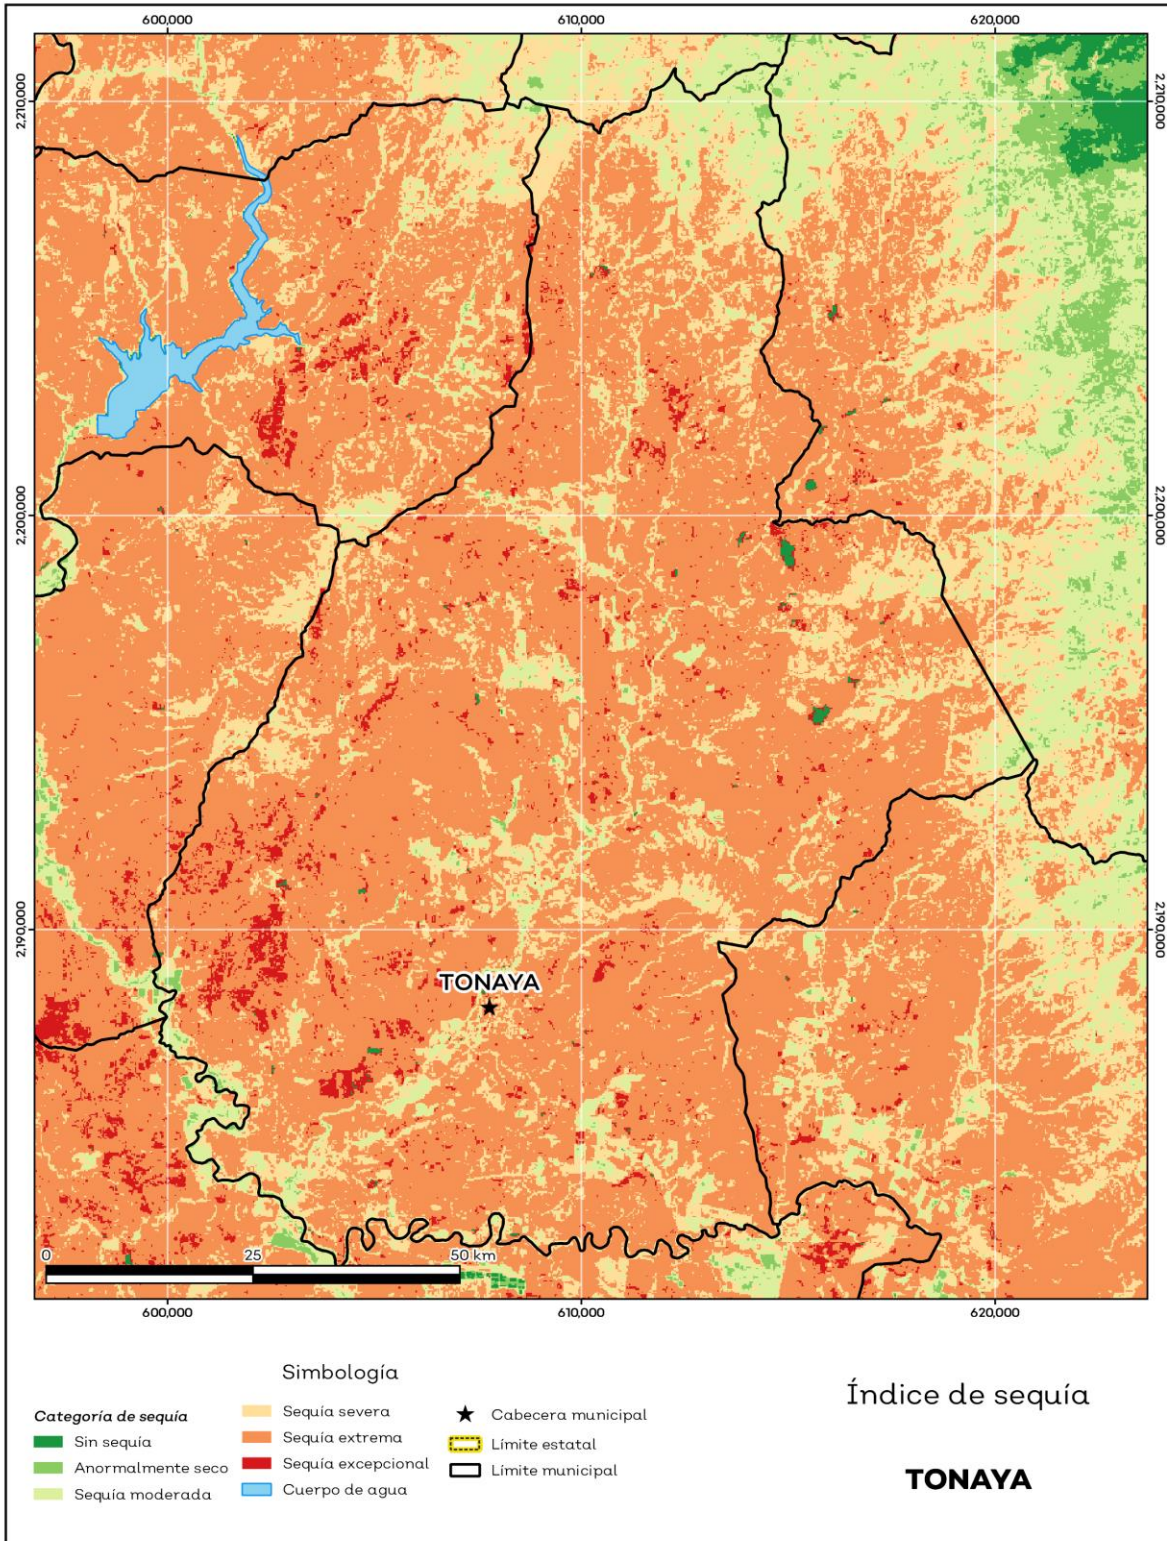 600,000
610,000
620,000
2,210,000
2,210,000
2,200,000
2,200,000
2,190,000
2,190,000
TONAYA
0
25
50 km
600,000
610,000
620,000
Simbología
Categoría de sequía
Sin sequía
Anormalmente seco
Sequía moderada
Sequía severa
Sequía extrema
Sequía excepcional
Cuerpo de agua
Cabecera municipal
Límite estatal
Límite municipal
Índice de sequía
TONAYA